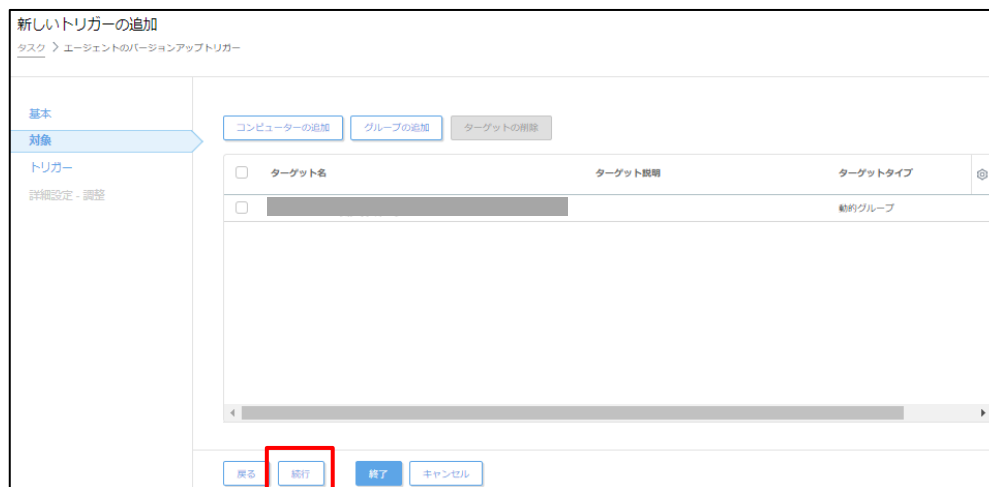 新しいトリガーの追加
タスク > エージェントのバージョンアップトリガー
基本
対象
トリガー
詳細設定 - 調整
コンピューターの追加 グループの追加 ターゲットの削除
ターゲット名 ターゲット説明 ターゲットタイプ
動的グループ
戻る 続行 終了 キャンセル